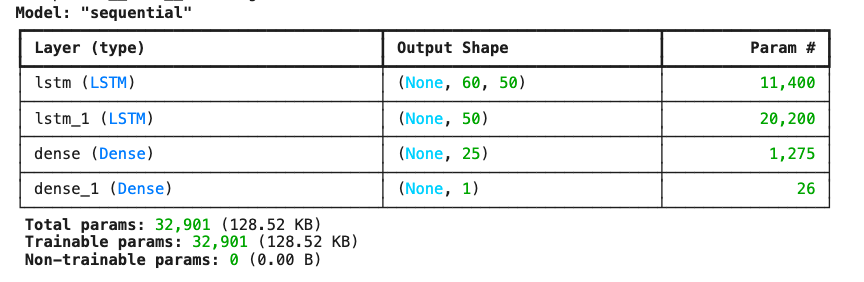 Model: "sequential"
Layer (type) Output Shape Param #
lstm (LSTM) (None, 60, 50) 11,400
lstm_1 (LSTM) (None, 50) 20,200
dense (Dense) (None, 25) 1,275
dense_1 (Dense) (None, 1) 26
Total params: 32,901 (128.52 KB)
Trainable params: 32,901 (128.52 KB)
Non-trainable params: 0 (0.00 B)